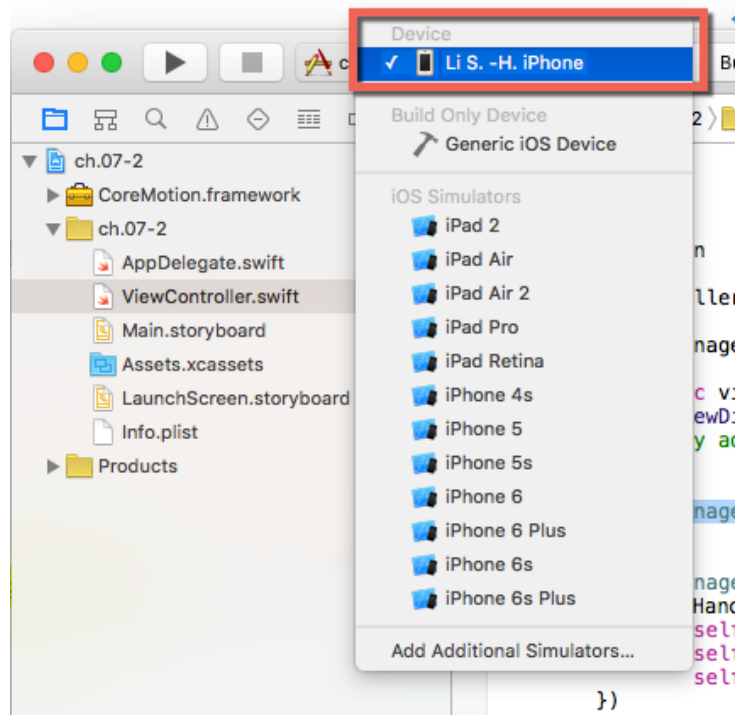 Device
Li S. -H. iPhone
Build Only Device
Generic iOS Device
iOS Simulators
iPad 2
iPad Air
iPad Air 2
iPad Pro
iPad Retina
iPhone 4s
iPhone 5
iPhone 5s
iPhone 6
iPhone 6 Plus
iPhone 6s
iPhone 6s Plus
Add Additional Simulators...
ch.07-2
CoreMotion.framework
ch.07-2
AppDelegate.swift
ViewController.swift
Main.storyboard
Assets.xcassets
LaunchScreen.storyboard
Info.plist
Products
})